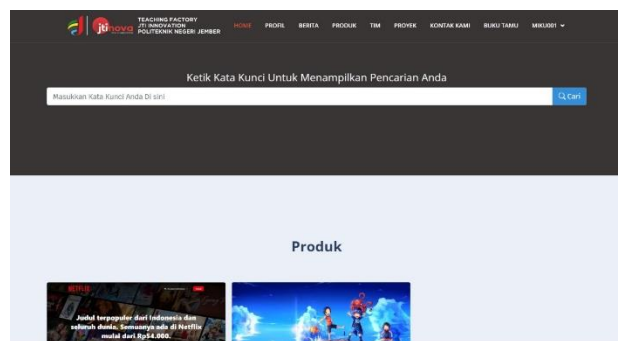 jtinova
TEACHING FACTORY
JTI INNOVATION
POLITEKNIK NEGERI JEMBER
HOME PROFIL BERITA PRODUK TIM PROYEK KONTAK KAMI BUKU TAMU MIKU001
Ketik Kata Kunci Untuk Menampilkan Pencarian Anda
Masukkan Kata Kunci Anda Di sini
Cari
Produk
NETFLIX
Judul terpopuler dari Indonesia dan
seluruh dunia. Semuanya ada di Netflix
mulai dari Rp54.000.